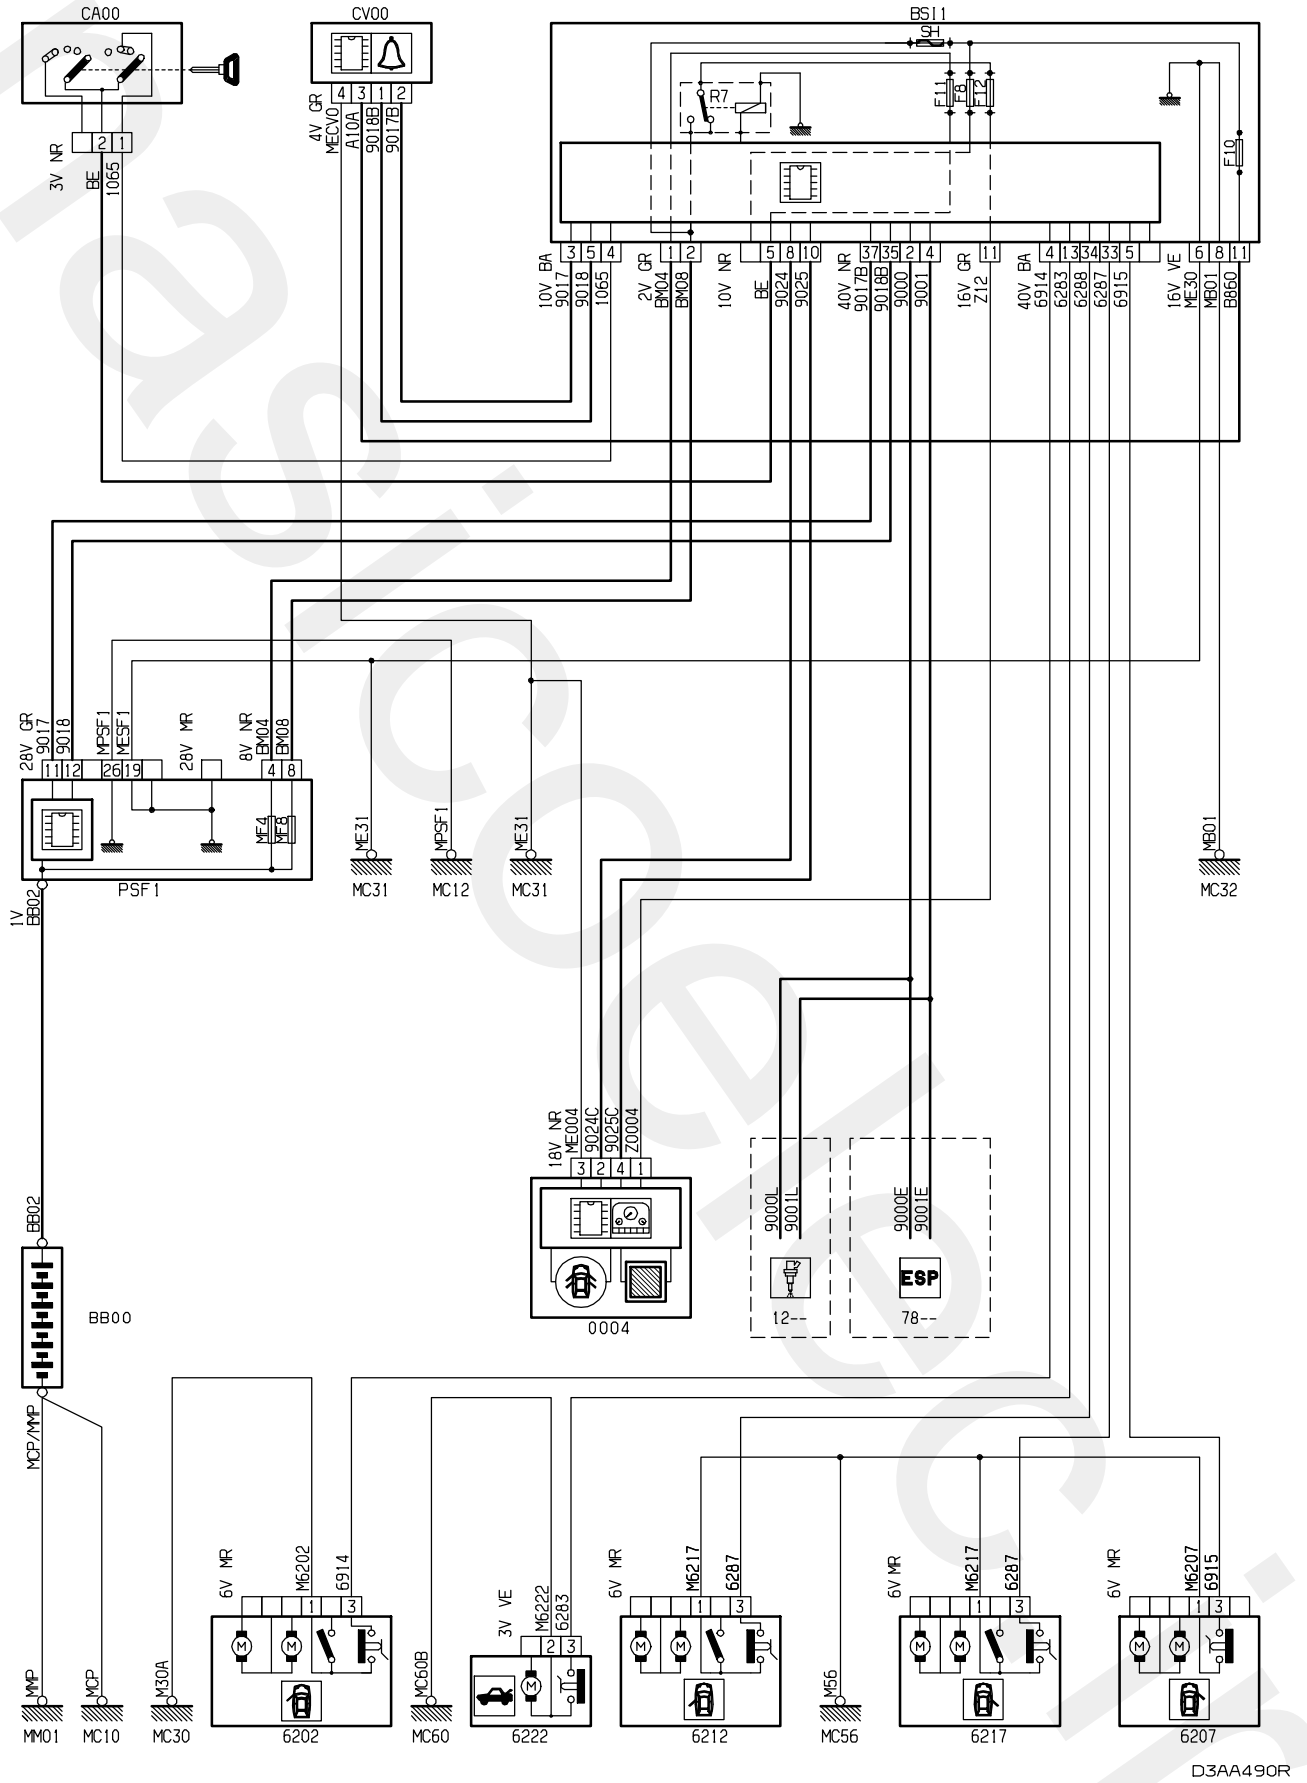 CA00
CV00
BSI1
SH
R7
F11
F8
F12
F10
2 1
3V NR
BE
1065
4 3 1 2
4V GR
MECV0
A10A
9018B
9017B
3 5 4
10V BA
9017
9018
1065
1 2
2V GR
BM04
BM08
5 8 10
10V NR
BE
9024
9025
37 35 2 4
40V NR
9017B
9018B
9000
9001
11
16V GR
Z12
4 13 34 33 5
40V BA
6914
6283
6288
6287
6915
6 8 11
16V VE
ME30
MB01
B860
28V GR
9017
9018
MPSF1
MESF1
28V MR
8V NR
BM04
BM08
11 12 26 19 4 8
MF4
MF8
PSF1
1V
BB02
ME31
MC31
MPSF1
MC12
ME31
MC31
MB01
MC32
18V NR
ME004
9024C
9025C
Z0004
3 2 4 1
0004
9000L
9001L
12--
9000E
9001E
ESP
78--
BB02
BB00
MCP/MMP
6V MR
M6202
6914
1 3
M M
6202
3V VE
M6222
6283
2 3
M
6222
6V MR
M6217
6287
1 3
M M
6212
6V MR
M6217
6287
1 3
M M
6217
6V MR
M6207
6915
1 3
M M
6207
MMP
MM01
MCP
MC10
M30A
MC30
MC60B
MC60
M56
MC56
D3AA490R